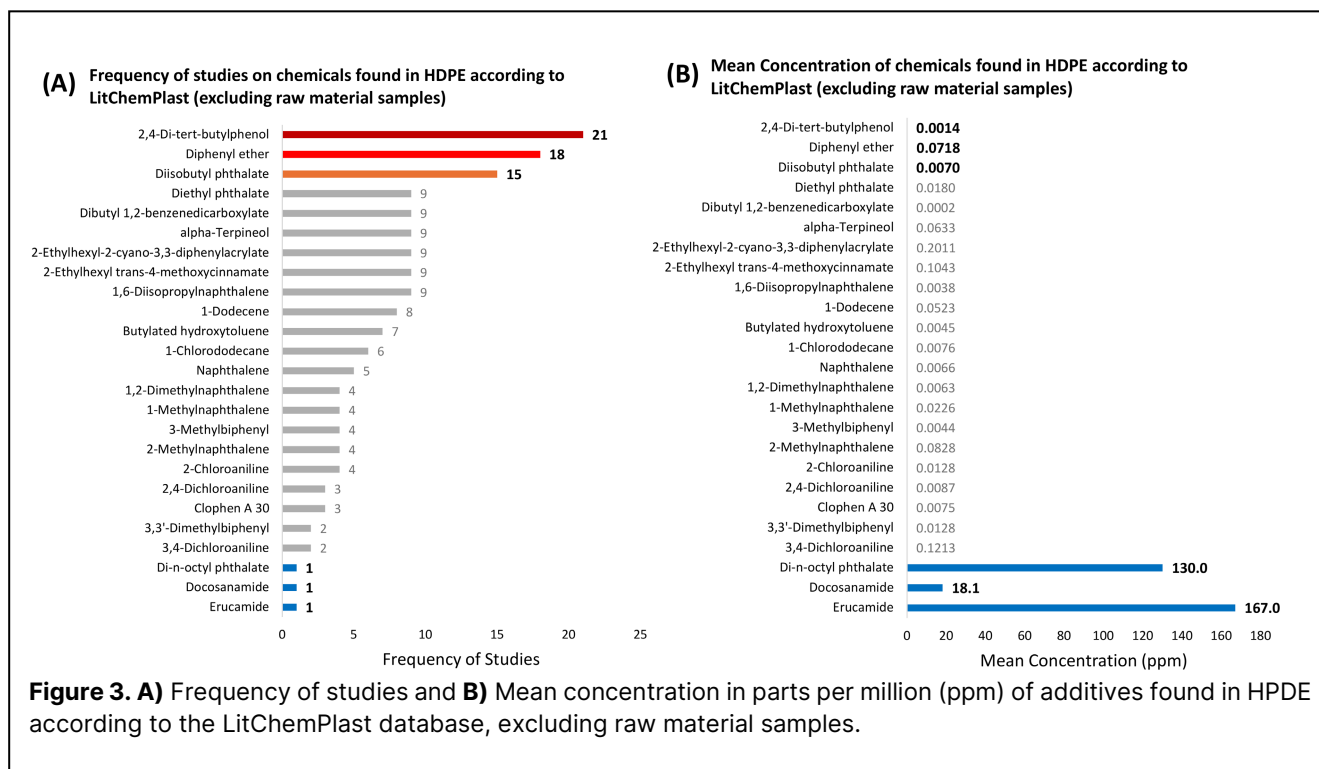 (A) Frequency of studies on chemicals found in HDPE according to
LitChemPlast (excluding raw material samples)
2,4-Di-tert-butylphenol 21
Diphenyl ether 18
Diisobutyl phthalate 15
Diethyl phthalate 9
Dibutyl 1,2-benzenedicarboxylate 9
alpha-Terpineol 9
2-Ethylhexyl-2-cyano-3,3-diphenylacrylate 9
2-Ethylhexyl trans-4-methoxycinnamate 9
1,6-Diisopropylnaphthalene 9
1-Dodecene 8
Butylated hydroxytoluene 7
1-Chlorododecane 6
Naphthalene 5
1,2-Dimethylnaphthalene 4
1-Methylnaphthalene 4
3-Methylbiphenyl 4
2-Methylnaphthalene 4
2-Chloroaniline 4
2,4-Dichloroaniline 3
Clophen A 30 3
3,3'-Dimethylbiphenyl 2
3,4-Dichloroaniline 2
Di-n-octyl phthalate 1
Docosanamide 1
Erucamide 1
0 5 10 15 20 25
Frequency of Studies
(B) Mean Concentration of chemicals found in HDPE according to
LitChemPlast (excluding raw material samples)
2,4-Di-tert-butylphenol 0.0014
Diphenyl ether 0.0718
Diisobutyl phthalate 0.0070
Diethyl phthalate 0.0180
Dibutyl 1,2-benzenedicarboxylate 0.0002
alpha-Terpineol 0.0633
2-Ethylhexyl-2-cyano-3,3-diphenylacrylate 0.2011
2-Ethylhexyl trans-4-methoxycinnamate 0.1043
1,6-Diisopropylnaphthalene 0.0038
1-Dodecene 0.0523
Butylated hydroxytoluene 0.0045
1-Chlorododecane 0.0076
Naphthalene 0.0066
1,2-Dimethylnaphthalene 0.0063
1-Methylnaphthalene 0.0226
3-Methylbiphenyl 0.0044
2-Methylnaphthalene 0.0828
2-Chloroaniline 0.0128
2,4-Dichloroaniline 0.0087
Clophen A 30 0.0075
3,3'-Dimethylbiphenyl 0.0128
3,4-Dichloroaniline 0.1213
Di-n-octyl phthalate 130.0
Docosanamide 18.1
Erucamide 167.0
0 20 40 60 80 100 120 140 160 180
Mean Concentration (ppm)
Figure 3. A) Frequency of studies and B) Mean concentration in parts per million (ppm) of additives found in HPDE
according to the LitChemPlast database, excluding raw material samples.